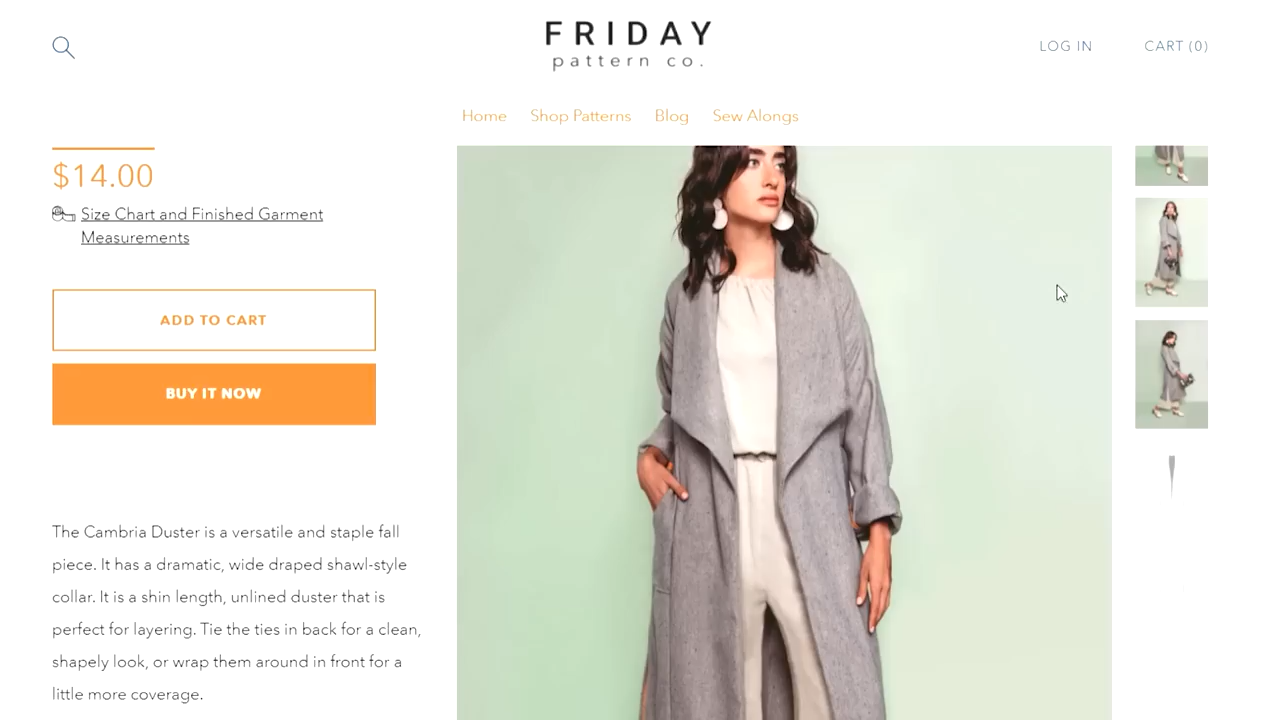 FRIDAY
pattern co.
LOG IN
CART (0)
Home
Shop Patterns
Blog
Sew Alongs
$14.00
Size Chart and Finished Garment
Measurements
ADD TO CART
BUY IT NOW
The Cambria Duster is a versatile and staple fall
piece. It has a dramatic, wide draped shawl-style
collar. It is a shin length, unlined duster that is
perfect for layering. Tie the ties in back for a clean,
shapely look, or wrap them around in front for a
little more coverage.